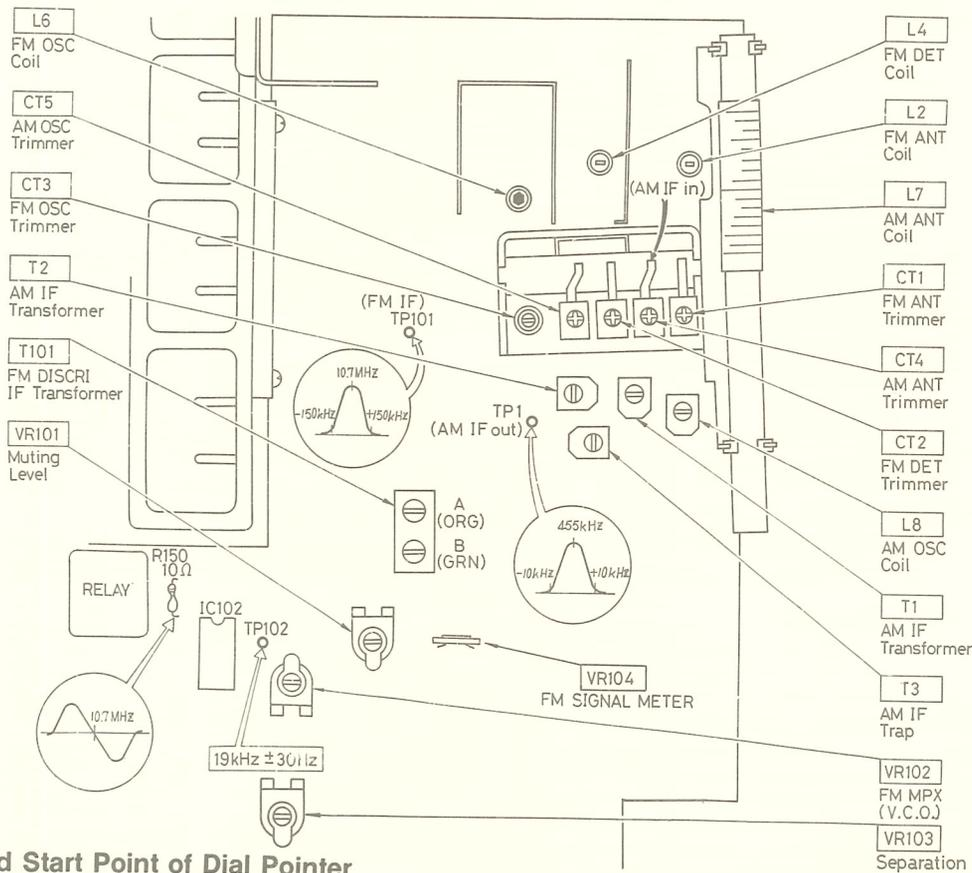 L6
FM OSC
Coil
CT5
AM OSC
Trimmer
CT3
FM OSC
Trimmer
T2
AM IF
Transformer
T101
FM DISCRI
IF Transformer
VR101
Muting
Level
L4
FM DET
Coil
L2
FM ANT
Coil
L7
AM ANT
Coil
CT1
FM ANT
Trimmer
CT4
AM ANT
Trimmer
CT2
FM DET
Trimmer
L8
AM OSC
Coil
T1
AM IF
Transformer
T3
AM IF
Trap
VR102
FM MPX
(V.C.O.)
VR103
Separation
(AM IF in)
(FM IF)
TP101
10.7MHz
-150kHz
+150kHz
TP1
(AM IF out)
455kHz
-10kHz
+10kHz
A
(ORG)
B
(GRN)
RELAY
R150
10Ω
IC102
TP102
10.7MHz
19kHz ±30Hz
VR104
FM SIGNAL METER
d Start Point of Dial Pointer